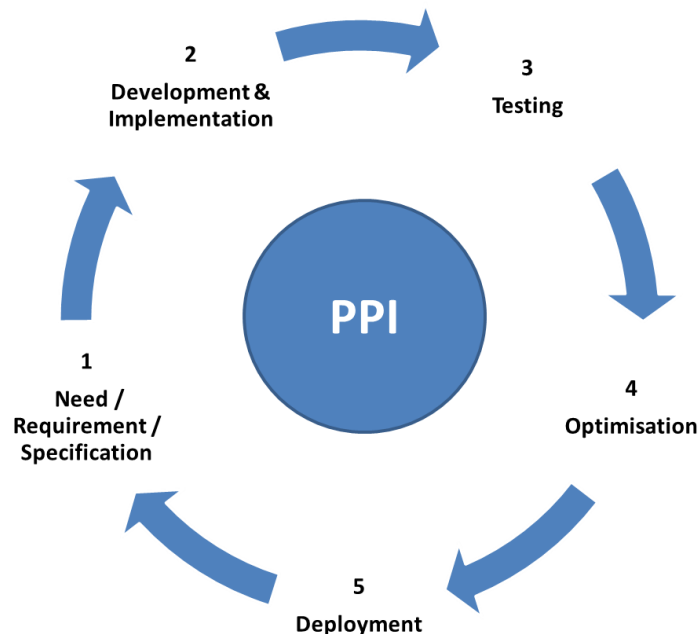 1
Need /
Requirement /
Specification
2
Development &
Implementation
3
Testing
4
Optimisation
5
Deployment
PPI